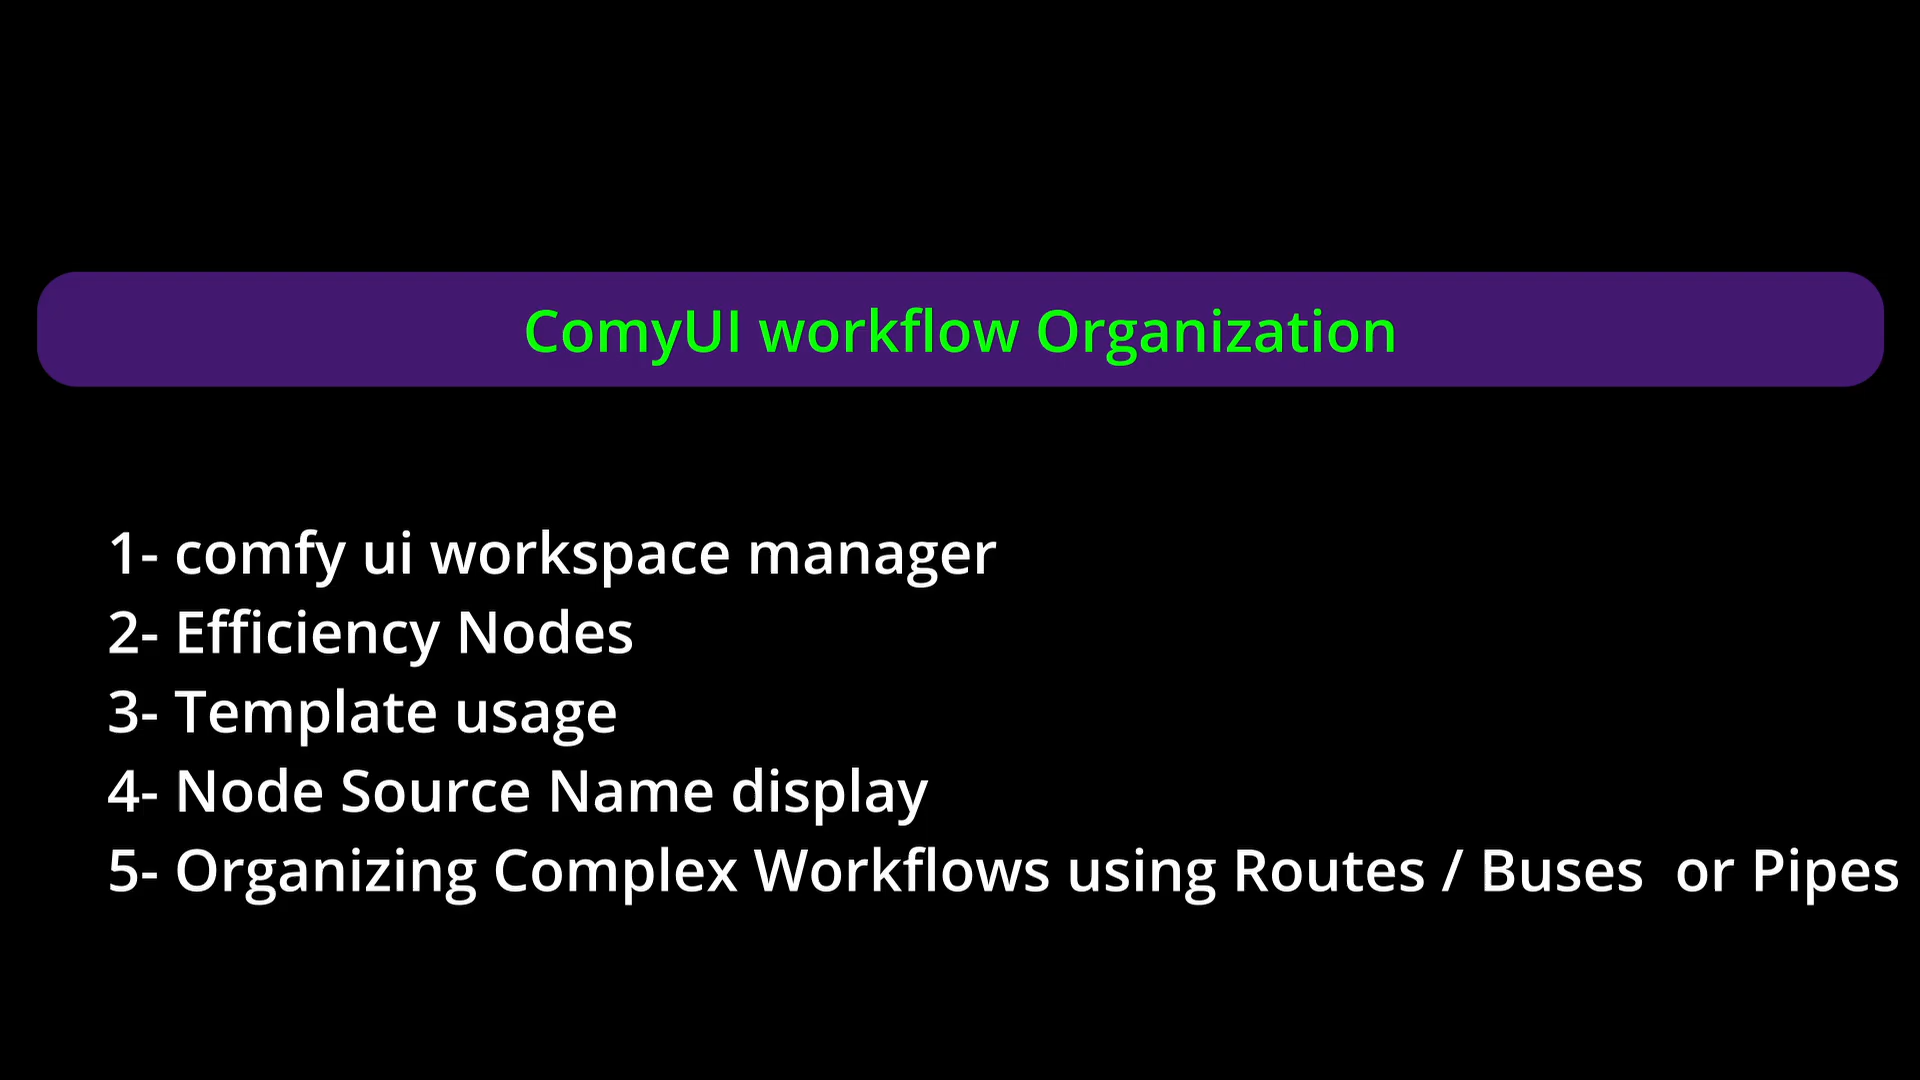 ComyUI workflow Organization
1- comfy ui workspace manager
2- Efficiency Nodes
3- Template usage
4- Node Source Name display
5- Organizing Complex Workflows using Routes / Buses  or Pipes